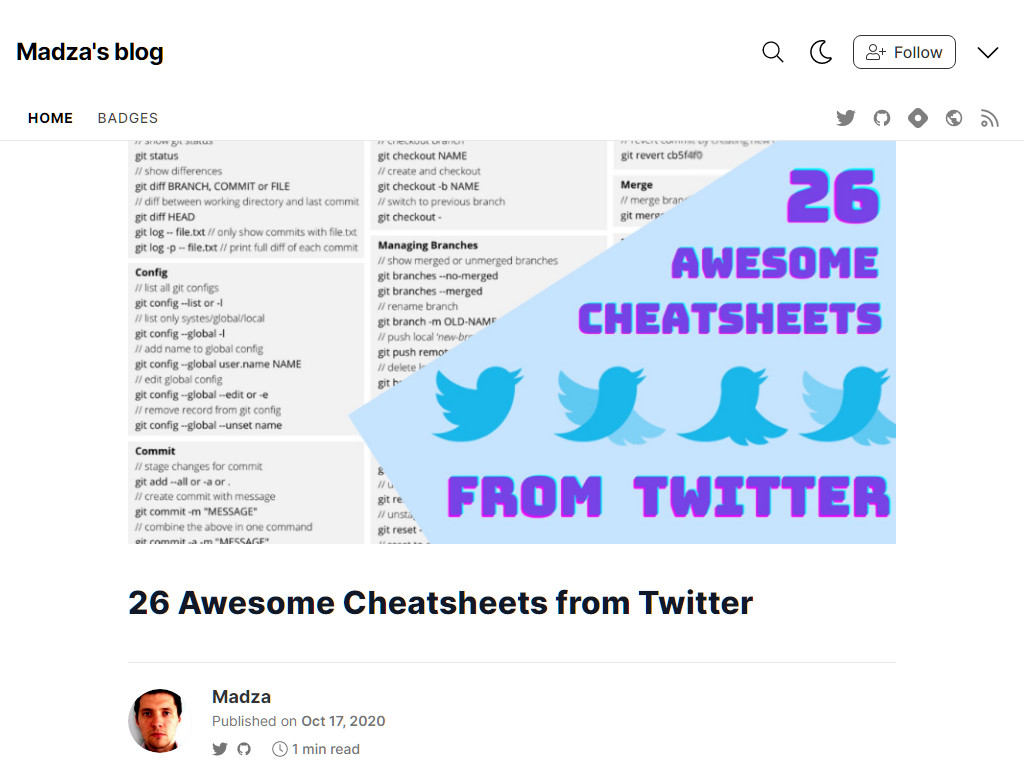 Madza's blog
Follow
HOME
BADGES
// show git status
git status
// show differences
git diff BRANCH, COMMIT or FILE
// diff between working directory and last commit
git diff HEAD
git log -- file.txt // only show commits with file.txt
git log -p -- file.txt // print full diff of each commit
Config
// list all git configs
git config --list or -l
// list only systes/global/local
git config --global -l
// add name to global config
git config --global user.name NAME
// edit global config
git config --global --edit or -e
// remove record from git config
git config --global --unset name
Commit
// stage changes for commit
git add --all or -a or .
// create commit with message
git commit -m "MESSAGE"
// combine the above in one command
git commit -a -m "MESSAGE"
// checkout branch
git checkout NAME
// create and checkout
git checkout -b NAME
// switch to previous branch
git checkout -
Managing Branches
// show merged or unmerged branches
git branches --no-merged
git branches --merged
// rename branch
git branch -m OLD-NAME
// push local 'new-br
git push remo
// delete
git
git re
// unst
git reset
// revert commit by creating new
git revert cb5f4f0
Merge
// merge bran
git merg
26
AWESOME
CHEATSHEETS
FROM TWITTER
26 Awesome Cheatsheets from Twitter
Madza
Published on Oct 17, 2020
1 min read